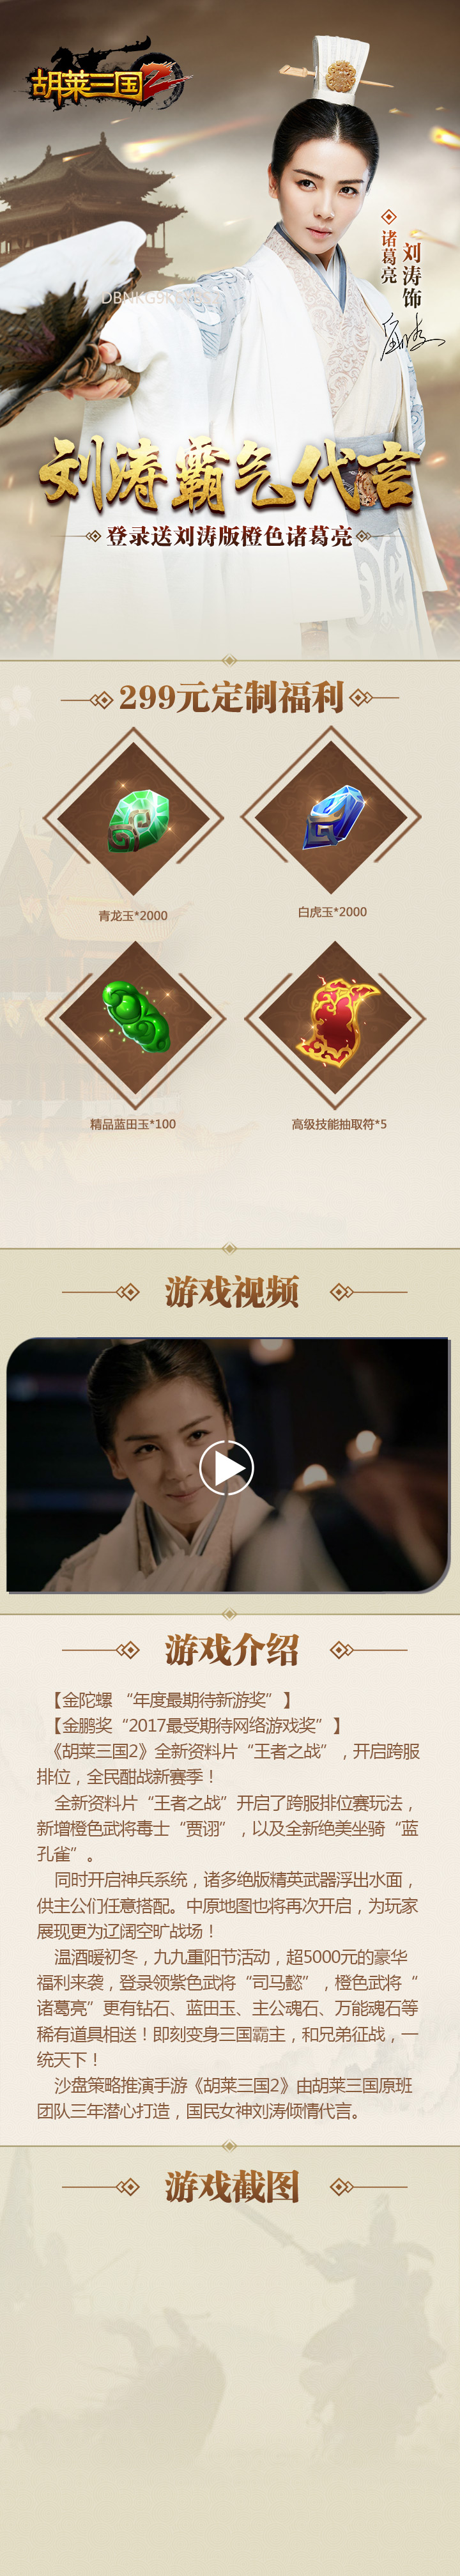 胡莱三国2
诸葛亮
刘涛饰
刘涛霸气代言
登录送刘涛版橙色诸葛亮
299元定制福利
青龙玉*2000
白虎玉*2000
精品蓝田玉*100
高级技能抽取符*5
游戏视频
游戏介绍
【金陀螺 “年度最期待新游奖”】
【金鹏奖“2017最受期待网络游戏奖”】
《胡莱三国2》全新资料片“王者之战”，开启跨服
排位，全民酣战新赛季！
全新资料片“王者之战”开启了跨服排位赛玩法，
新增橙色武将毒士“贾诩”，以及全新绝美坐骑“蓝
孔雀”。
同时开启神兵系统，诸多绝版精英武器浮出水面，
供主公们任意搭配。中原地图也将再次开启，为玩家
展现更为辽阔空旷战场！
温酒暖初冬，九九重阳节活动，超5000元的豪华
福利来袭，登录领紫色武将“司马懿”，橙色武将“
诸葛亮”更有钻石、蓝田玉、主公魂石、万能魂石等
稀有道具相送！即刻变身三国霸主，和兄弟征战，一
统天下！
沙盘策略推演手游《胡莱三国2》由胡莱三国原班
团队三年潜心打造，国民女神刘涛倾情代言。
游戏截图